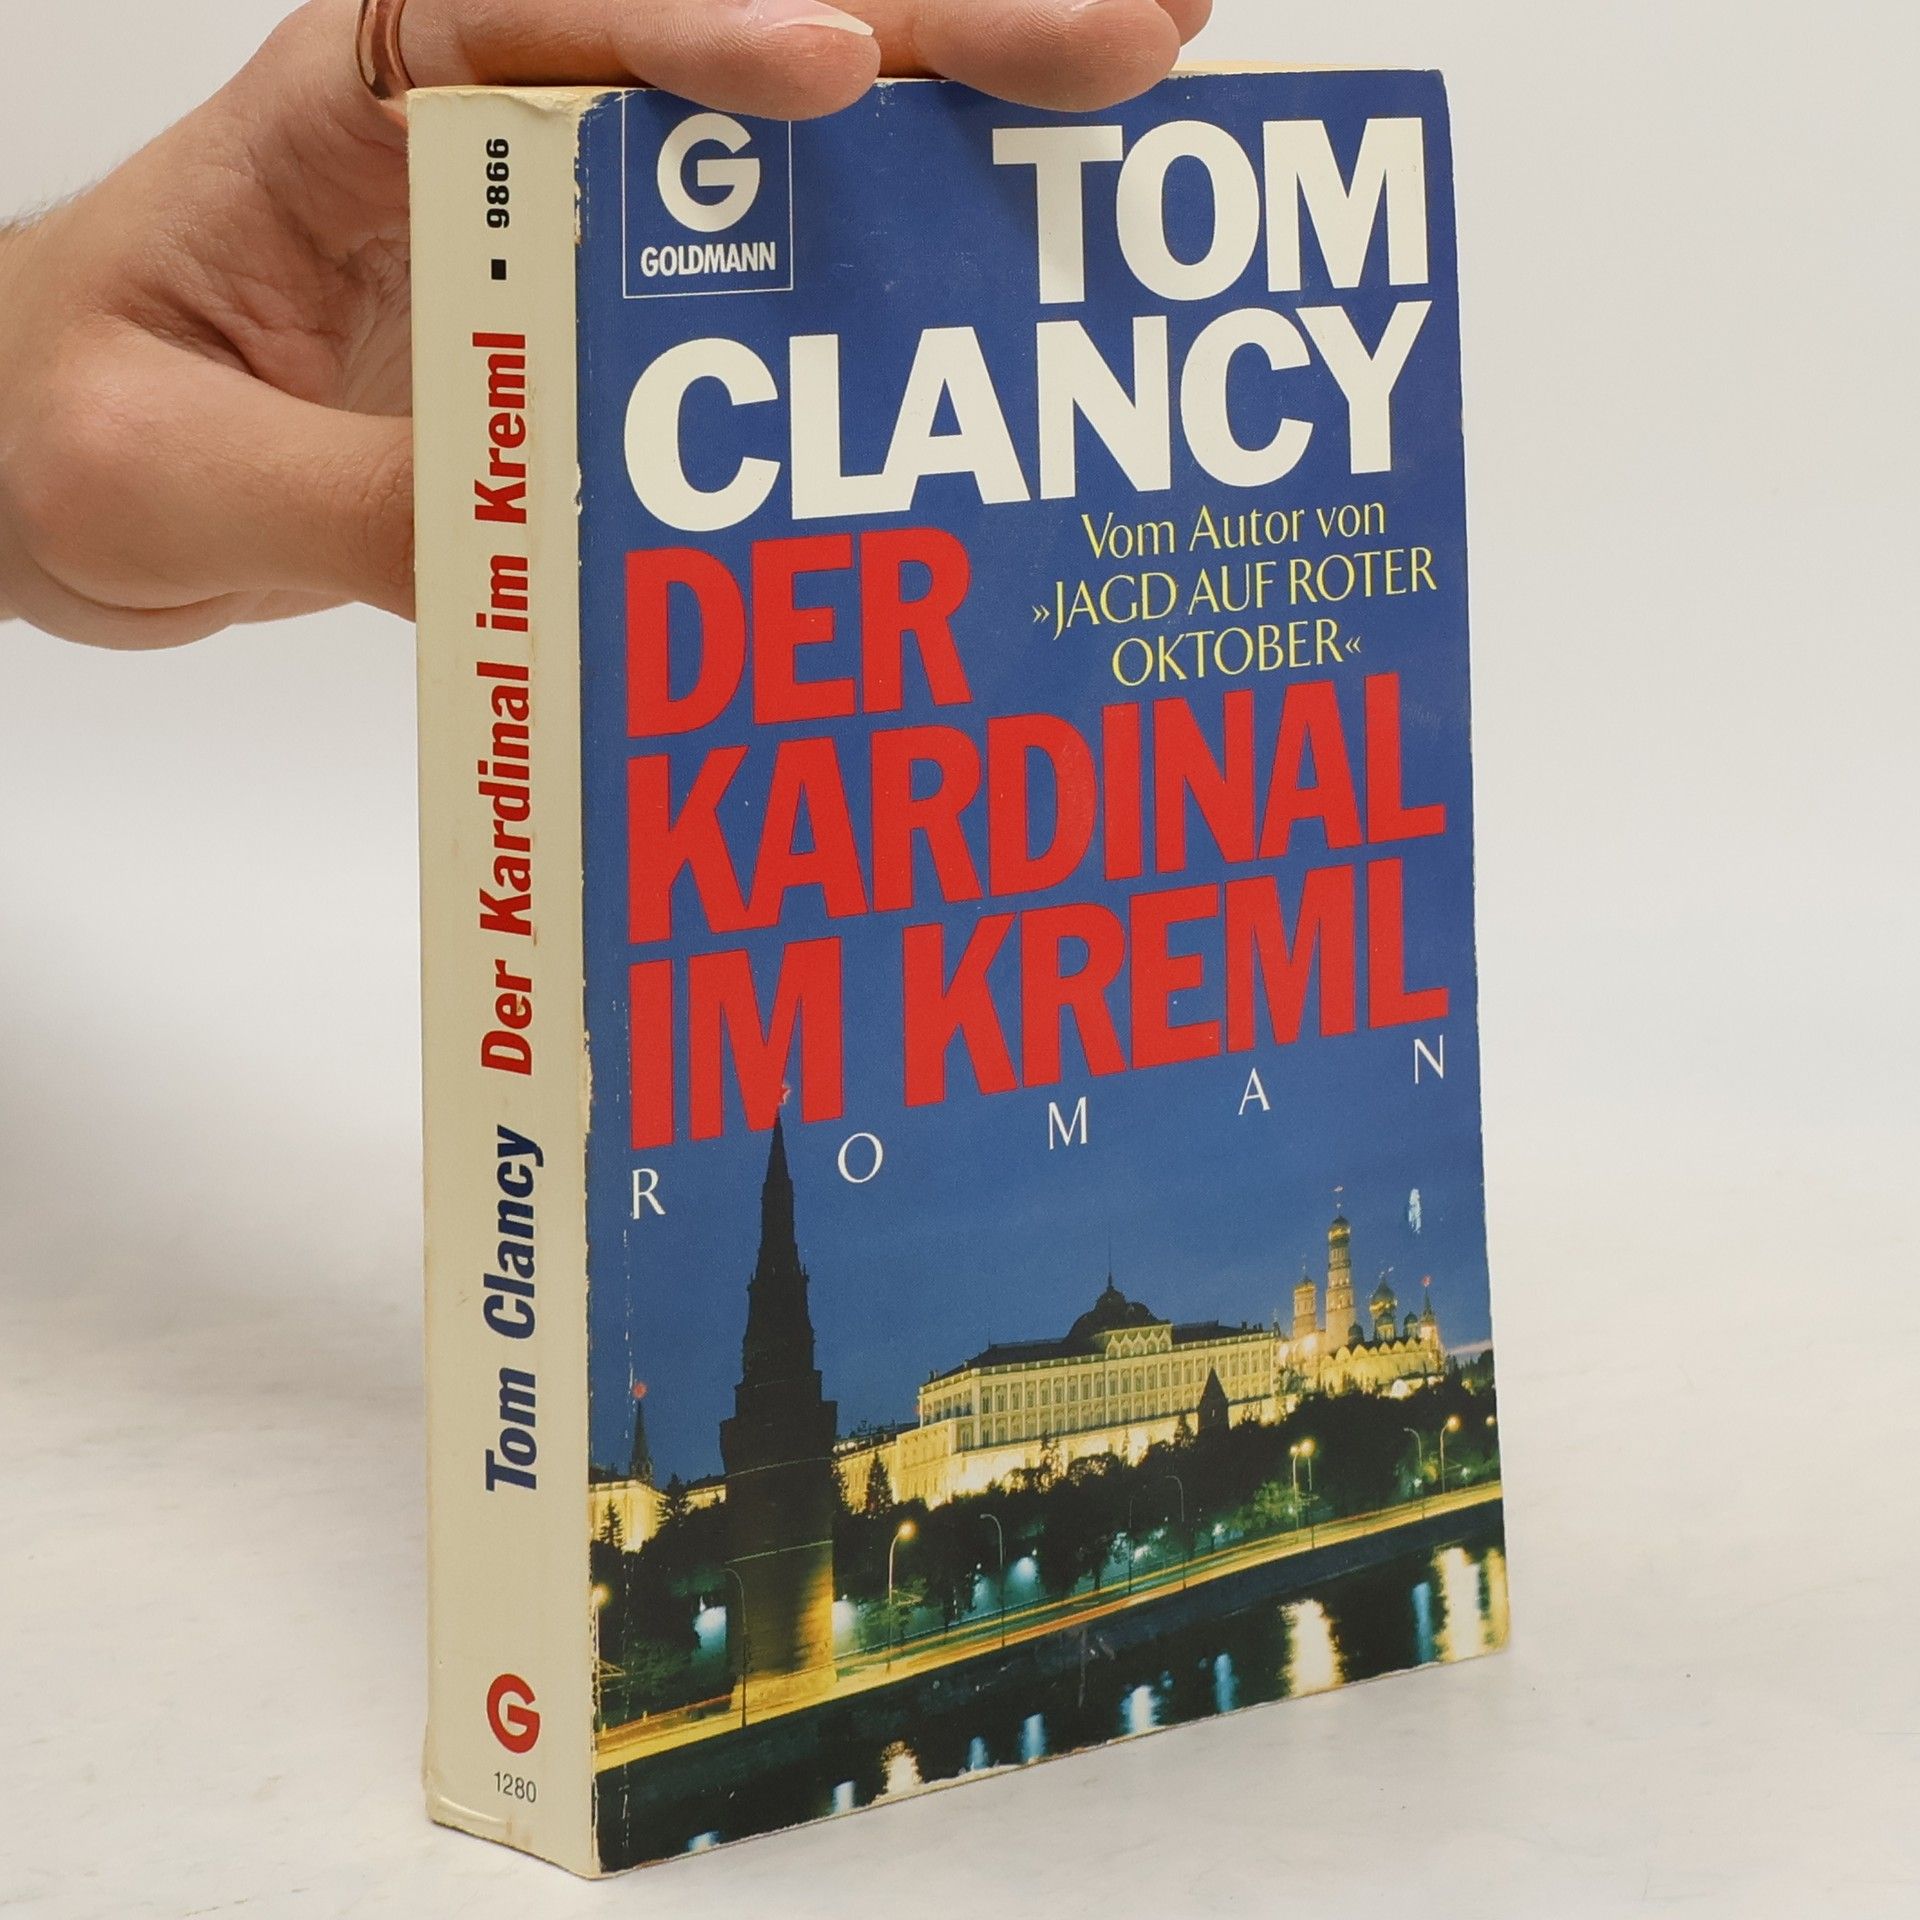 9866
Tom Clancy Der Kardinal im Kreml
G
1280
G
GOLDMANN
TOM
CLANCY
Vom Autor von
»JAGD AUF ROTER
OKTOBER«
DER
KARDINAL
IM KREML
ROMAN